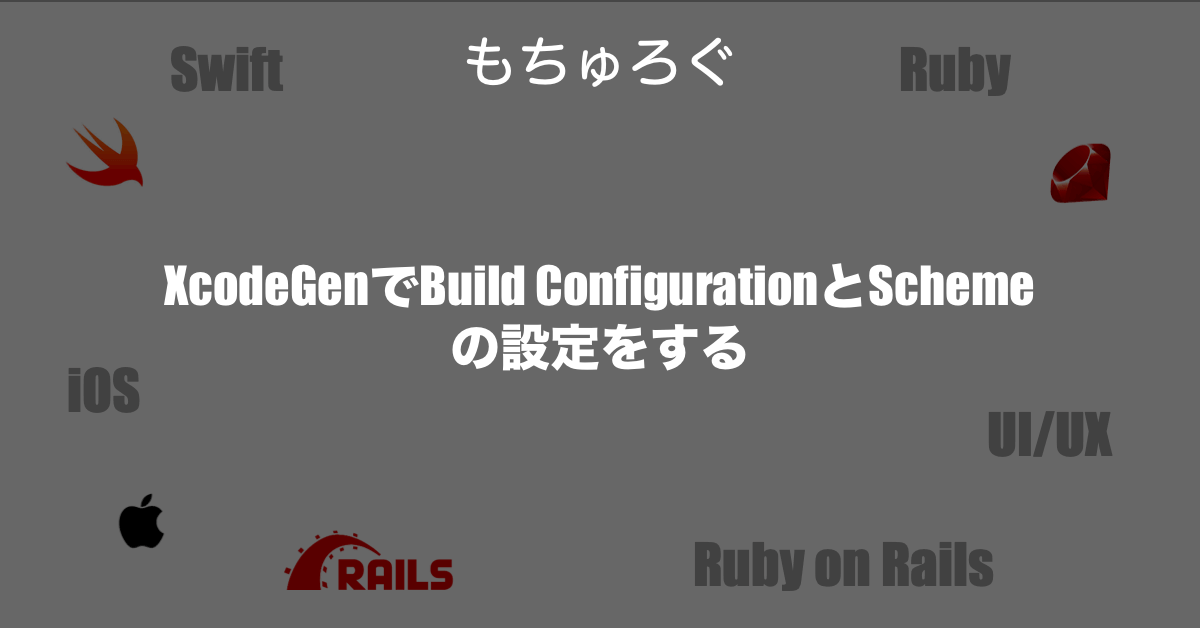 もちゅろぐ
Swift
Ruby
XcodeGenでBuild ConfigurationとScheme
の設定をする
iOS
UI/UX
RAILS
Ruby on Rails